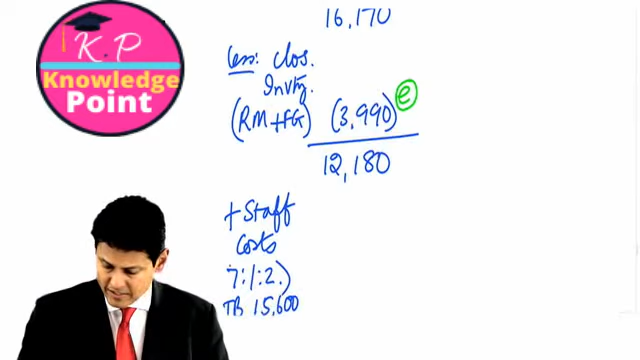 16,170
K.P
Knowledge
Point
Less: Clos.
Invty.
(RM+FG) (3,990) e
12,180
+ Staff
Costs
7:1:2)
TB 15,600